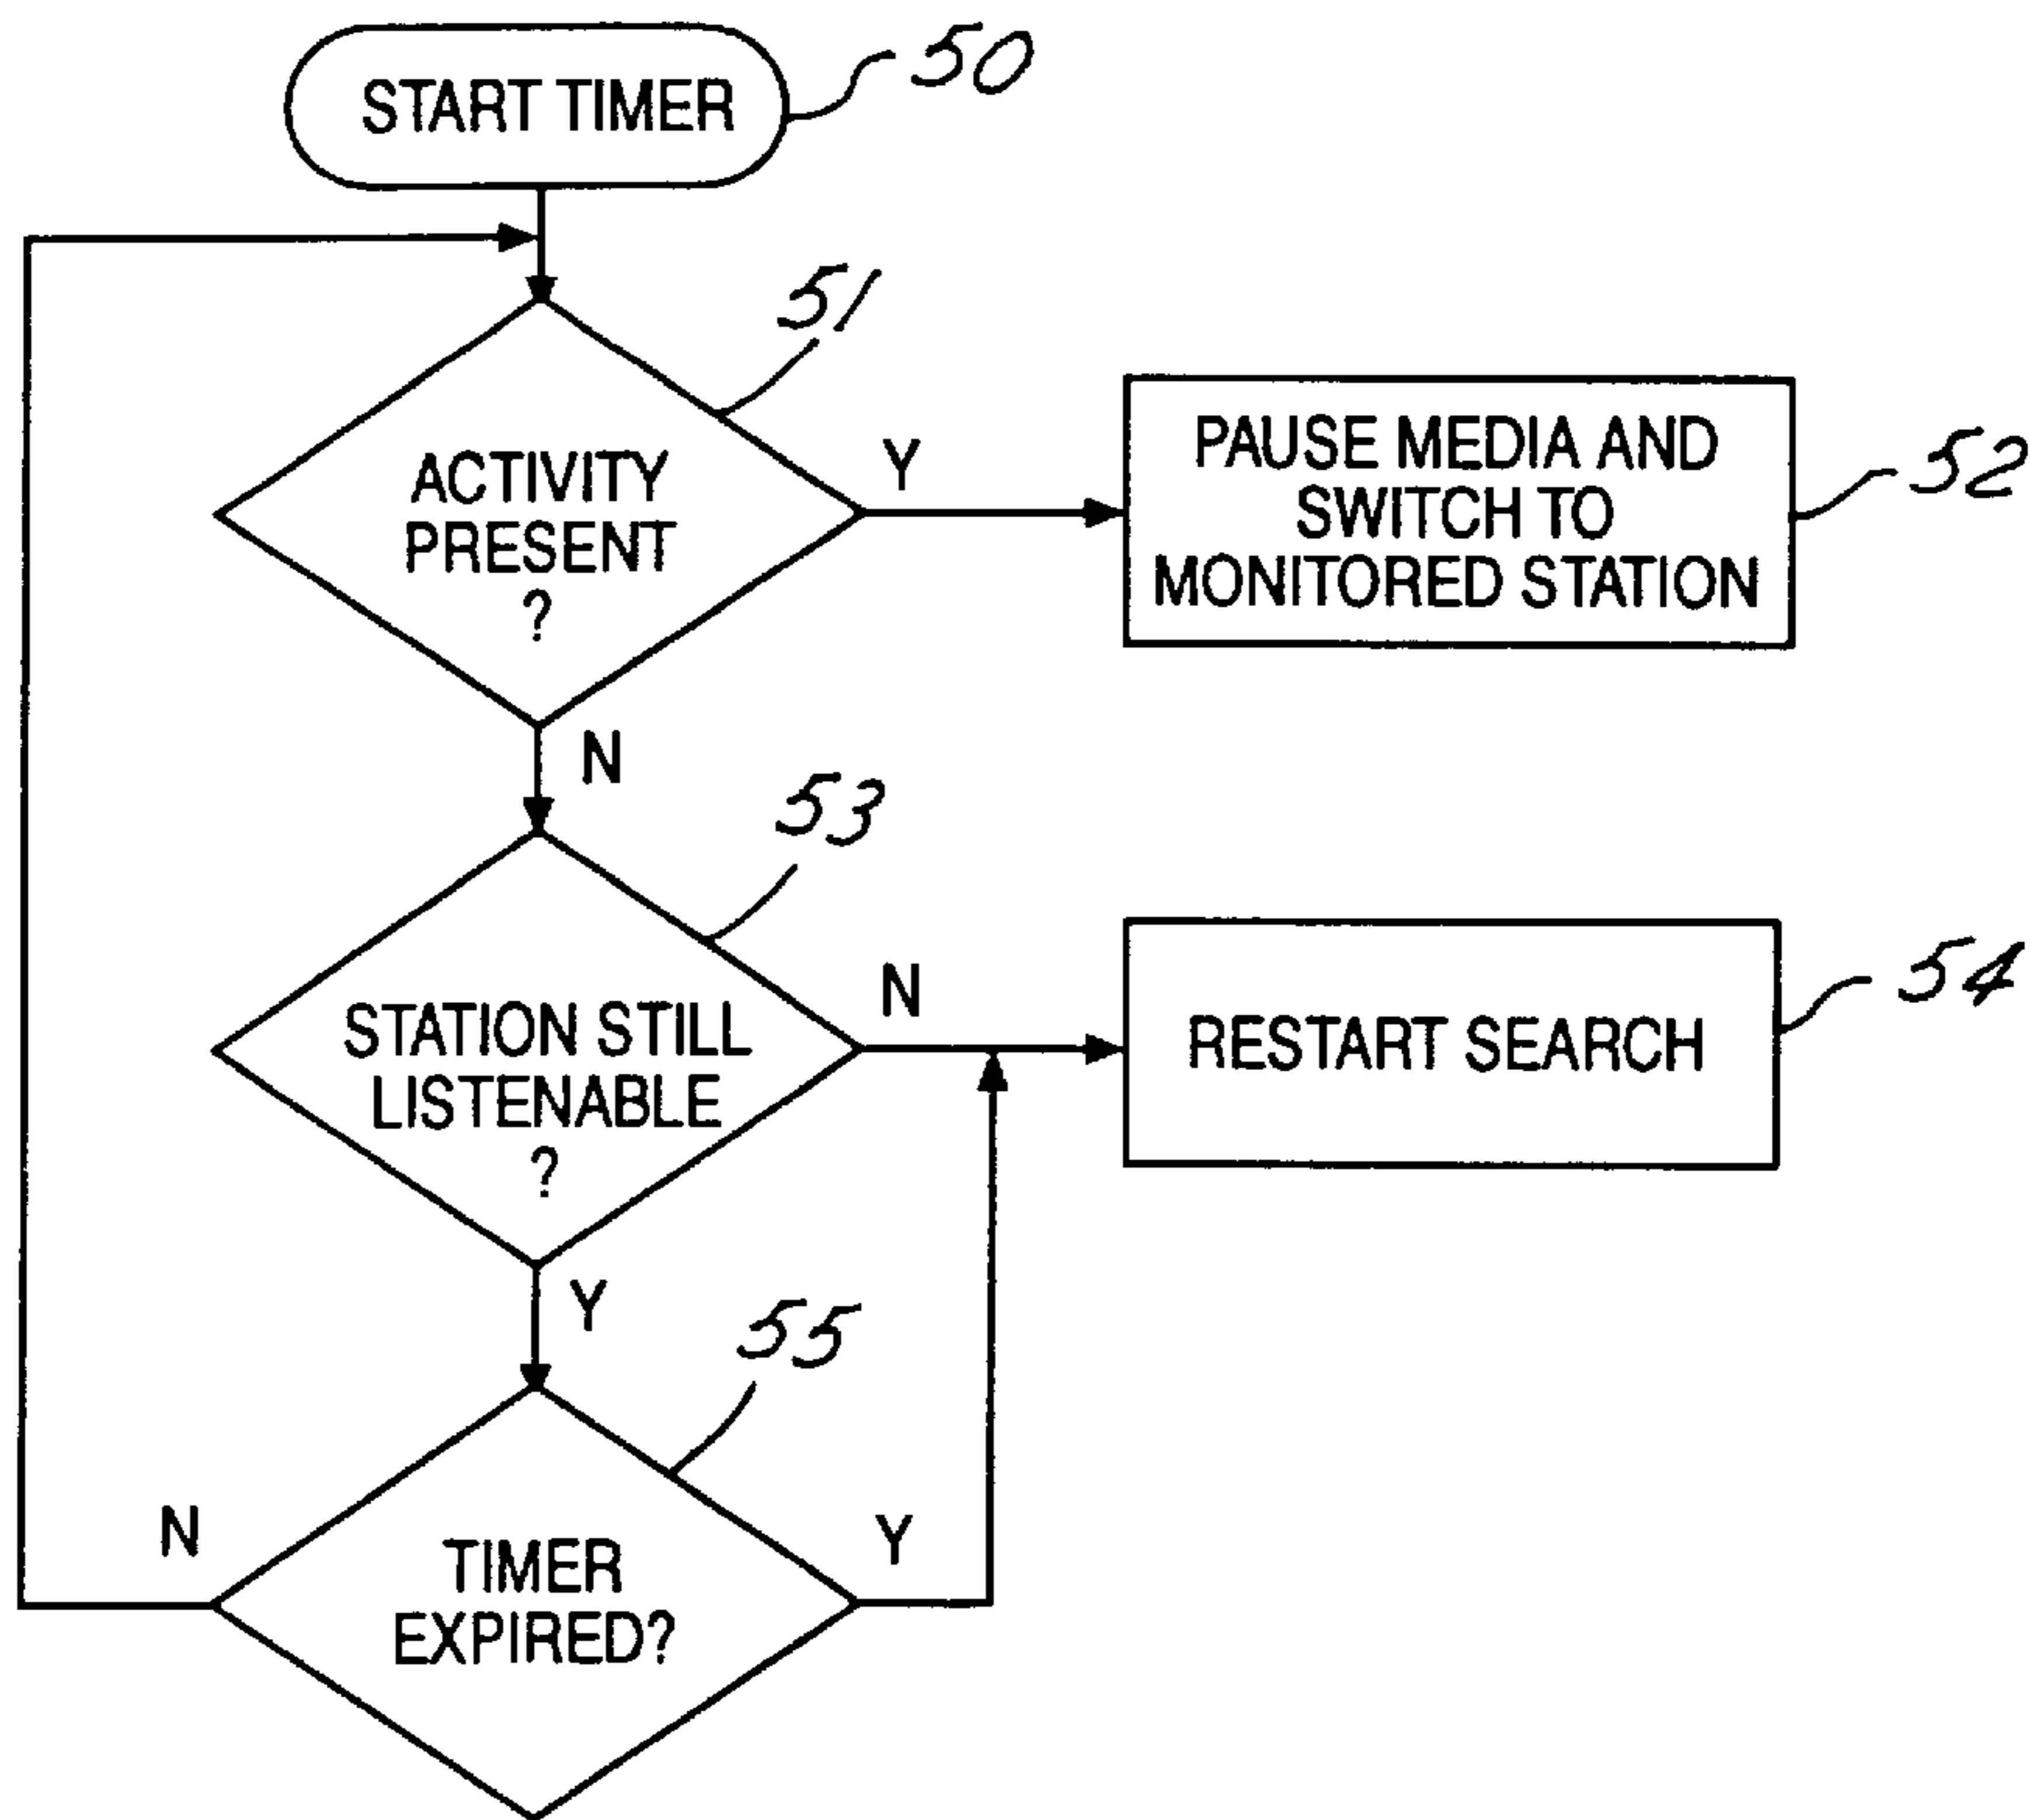 START TIMER
50
51
ACTIVITY
PRESENT
?
Y
PAUSE MEDIA AND
SWITCH TO
MONITORED STATION
52
N
53
STATION STILL
LISTENABLE
?
N
RESTART SEARCH
54
Y
55
N
TIMER
EXPIRED?
Y